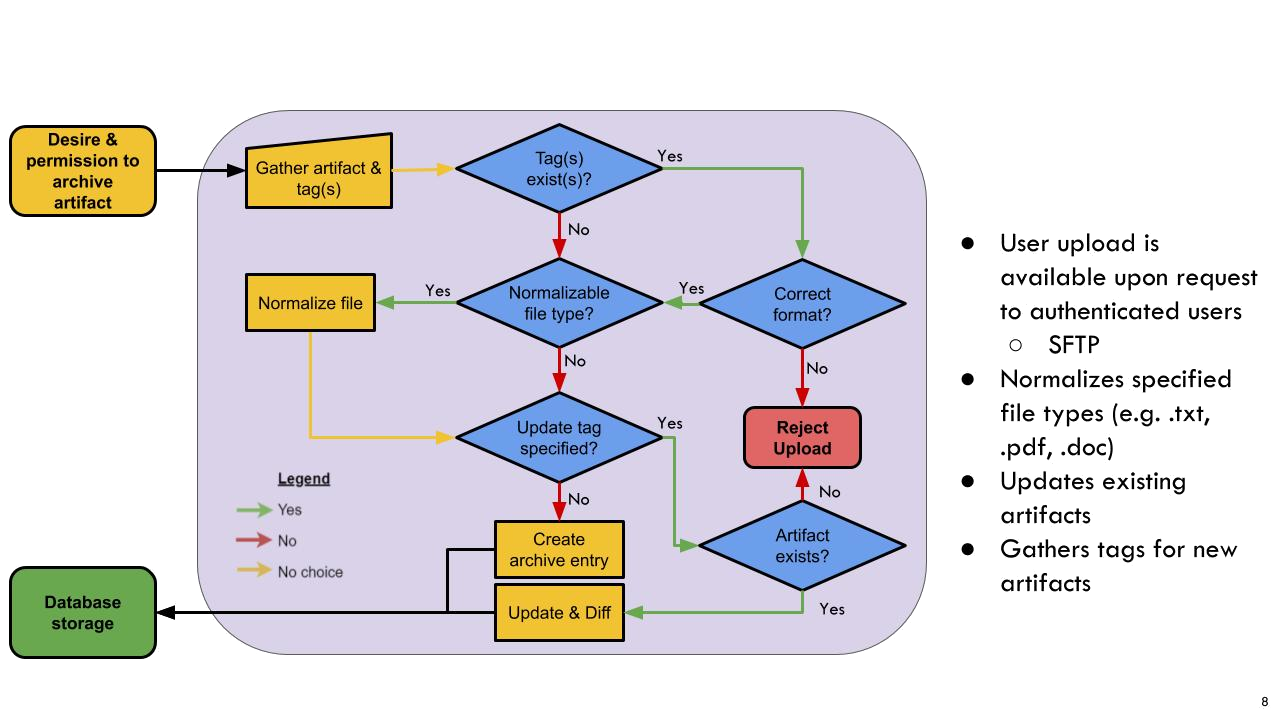 Desire &
permission to
archive
artifact
Gather artifact &
tag(s)
Tag(s)
exist(s)?
Yes
No
Normalize file
Yes
Normalizable
file type?
Yes
Correct
format?
No
No
Update tag
specified?
Yes
Reject
Upload
Legend
Yes
No
No choice
No
No
Create
archive entry
Artifact
exists?
Database
storage
Update & Diff
Yes
● User upload is
available upon request
to authenticated users
○ SFTP
● Normalizes specified
file types (e.g. .txt,
.pdf, .doc)
● Updates existing
artifacts
● Gathers tags for new
artifacts
8